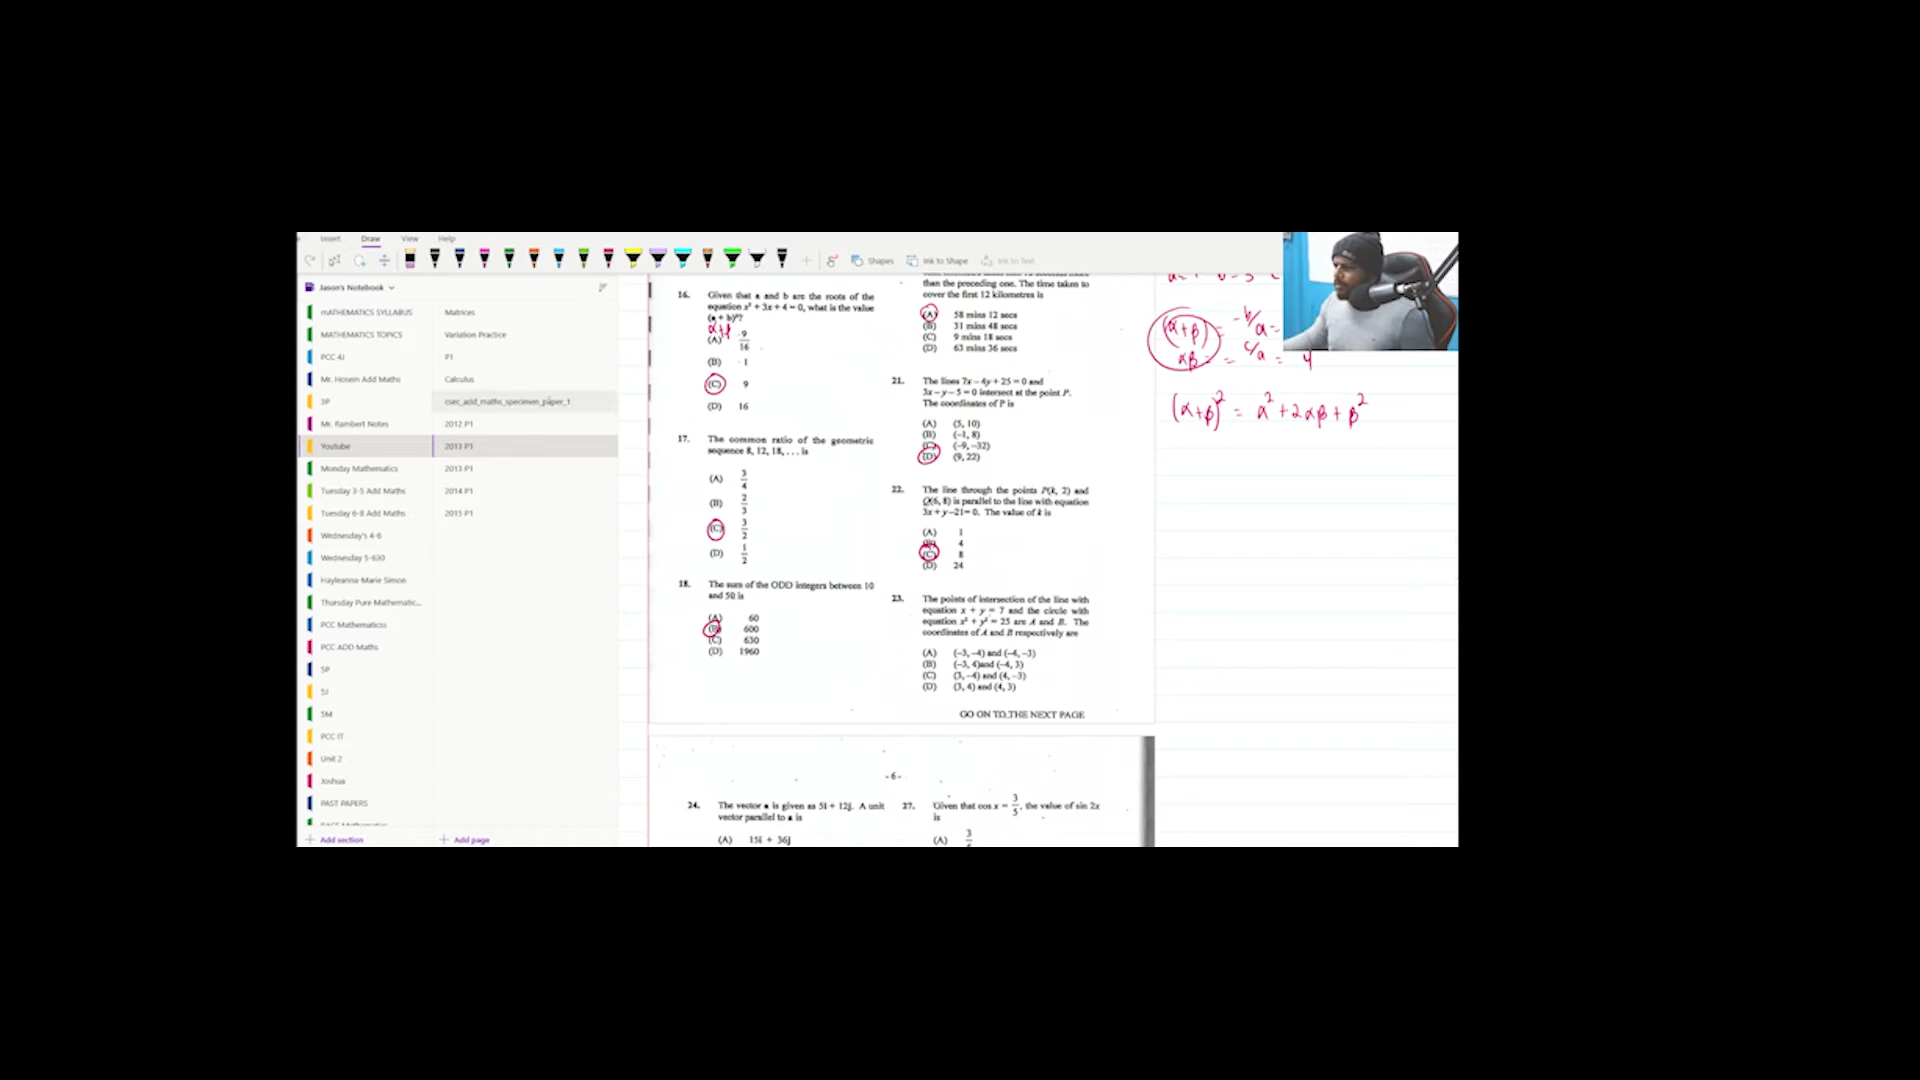 Insert Draw View Help
Shapes Ink to Shape Ink to Text
Jason's Notebook
mATHEMATICS SYLLABUS
MATHEMATICS TOPICS
PCC 4J
Mr. Hosein Add Maths
3P
Mr. Rambert Notes
Youtube
Monday Mathematics
Tuesday 3-5 Add Maths
Tuesday 6-8 Add Maths
Wednesday's 4-6
Wednesday 5-630
Hayleanna-Marie Simon
Thursday Pure Mathematic...
PCC Mathematicss
PCC ADD Maths
5P
5J
5M
PCC IT
Unit 2
Joshua
PAST PAPERS
Add section
Matrices
Variation Practice
P1
Calculus
csec_add_maths_specimen_paper_1
2012 P1
2013 P1
2013 P1
2014 P1
2015 P1
Add page
16. Given that a and b are the roots of the
equation x² + 3x + 4 = 0, what is the value
(a + b)²?
α+β
(A) 9/16
(B) 1
(C) 9
(D) 16
17. The common ratio of the geometric
sequence 8, 12, 18, . . . is
(A) 3/4
(B) 2/3
(C) 3/2
(D) 1/2
18. The sum of the ODD integers between 10
and 50 is
(A) 60
(B) 600
(C) 630
(D) 1960
than the preceding one. The time taken to
cover the first 12 kilometres is
(A) 58 mins 12 secs
(B) 31 mins 48 secs
(C) 9 mins 18 secs
(D) 63 mins 36 secs
21. The lines 7x – 4y + 25 = 0 and
3x – y – 5 = 0 intersect at the point P.
The coordinates of P is
(A) (5, 10)
(B) (–1, 8)
(C) (–9, –32)
(D) (9, 22)
22. The line through the points P(k, 2) and
Q(6, 8) is parallel to the line with equation
3x + y –21= 0. The value of k is
(A) 1
(B) 4
(C) 8
(D) 24
23. The points of intersection of the line with
equation x + y = 7 and the circle with
equation x² + y² = 25 are A and B. The
coordinates of A and B respectively are
(A) (–3, –4) and (–4, –3)
(B) (–3, 4)and (–4, 3)
(C) (3, –4) and (4, –3)
(D) (3, 4) and (4, 3)
GO ON TO THE NEXT PAGE
(α+β) = -b/a =
αβ = = c/a = 4
(α+β)² = α² + 2αβ + β²
- 6 -
24. The vector a is given as 5i + 12j. A unit
vector parallel to a is
(A) 15i + 36j
27. Given that cos x = 3/5, the value of sin 2x
is
(A) 3